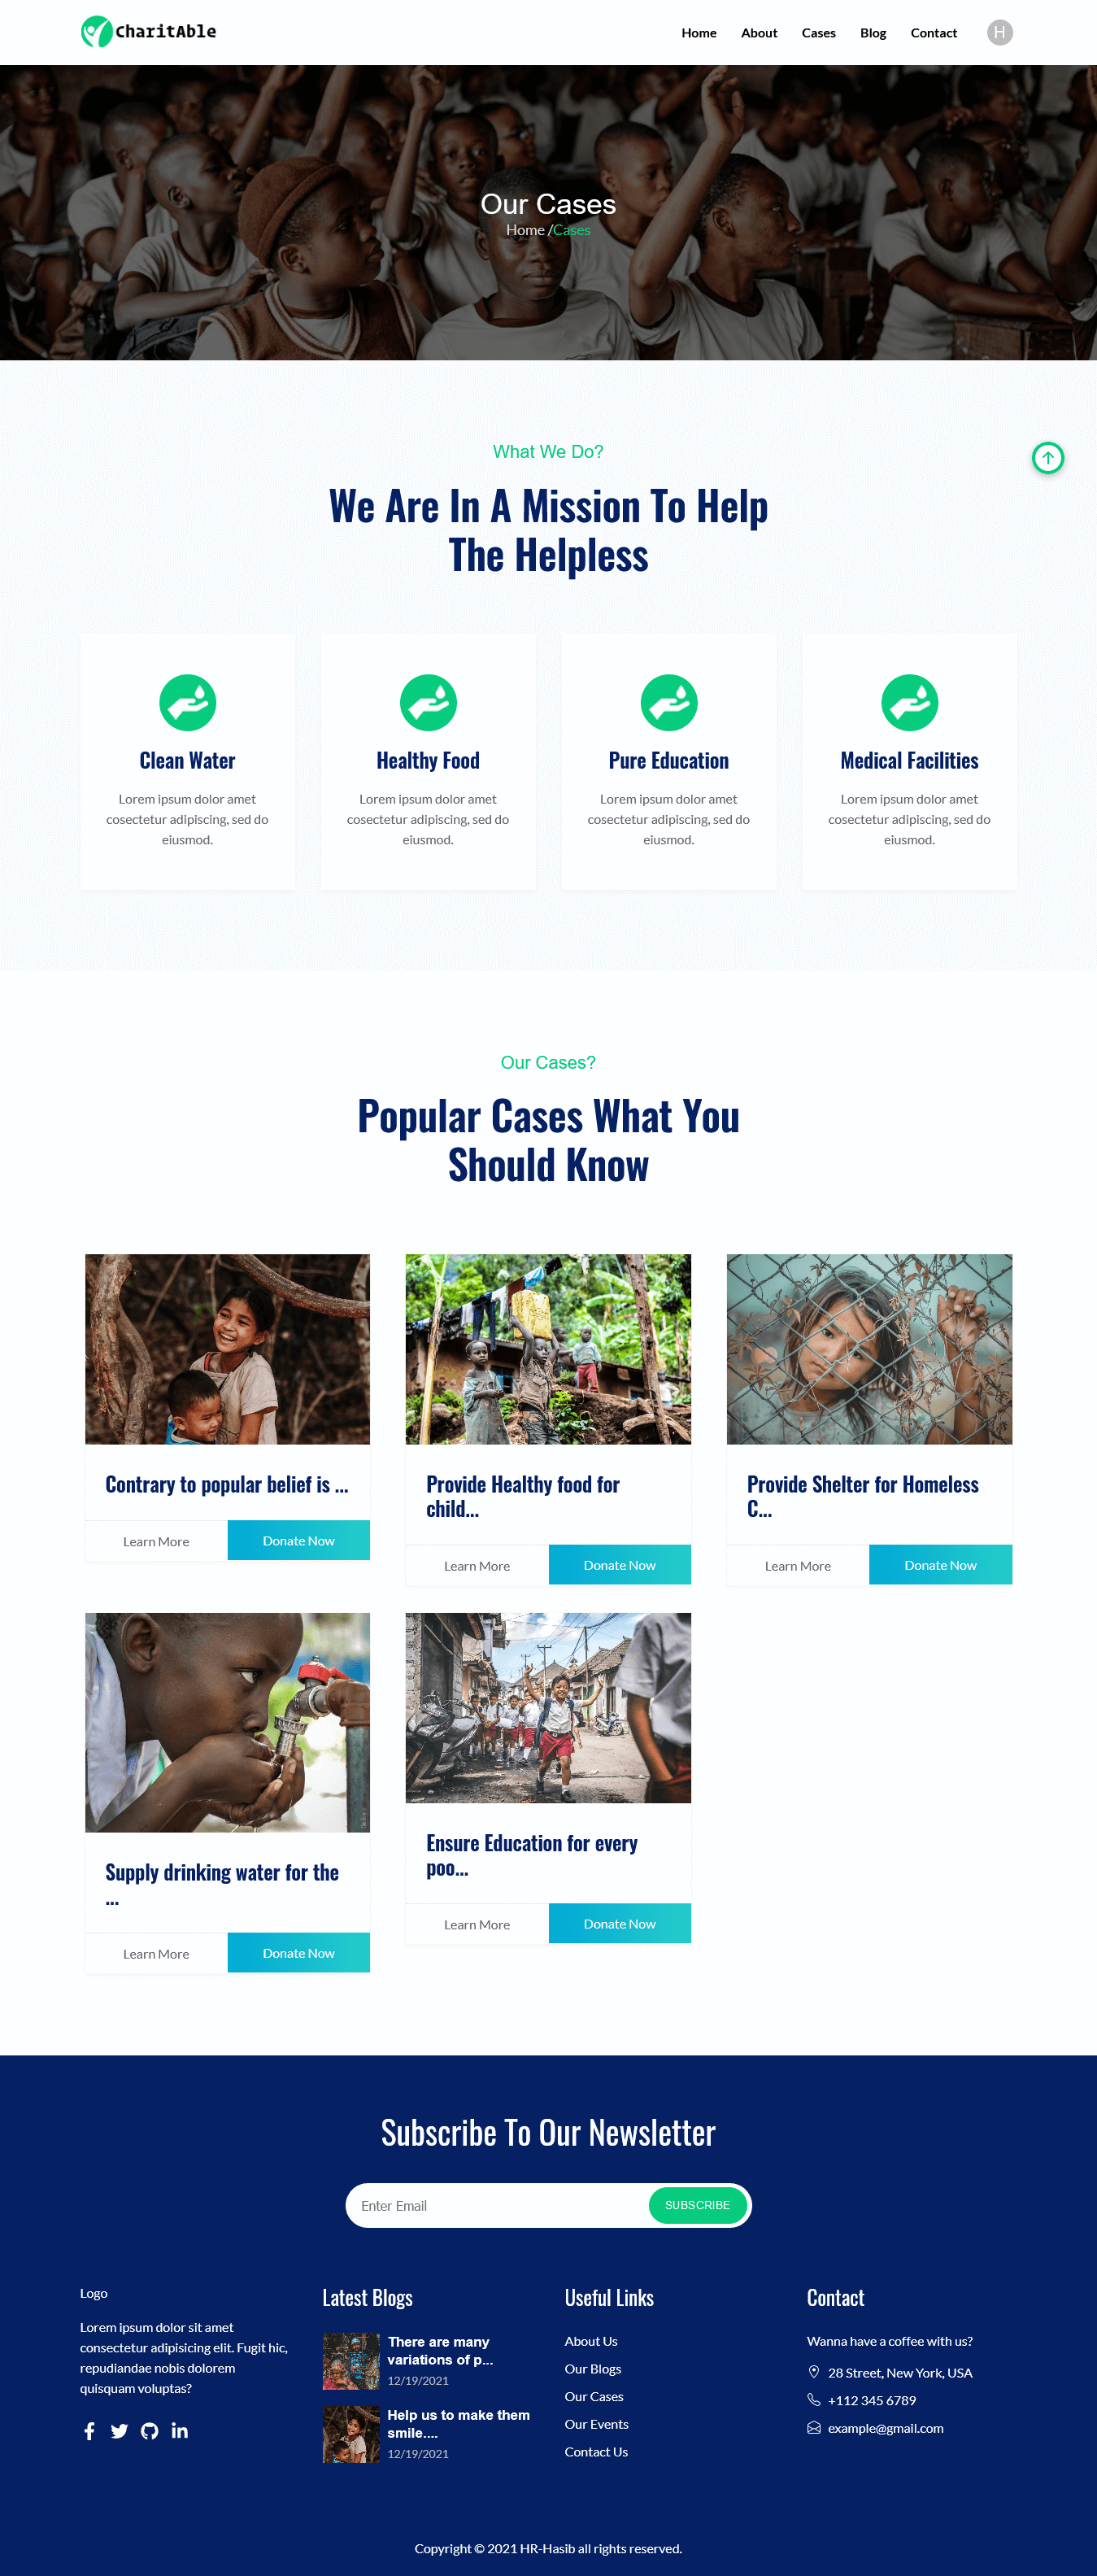 CharitAble
Home About Cases Blog Contact H
Our Cases
Home /Cases
What We Do?
We Are In A Mission To Help
The Helpless
Clean Water
Lorem ipsum dolor amet
cosectetur adipiscing, sed do
eiusmod.
Healthy Food
Lorem ipsum dolor amet
cosectetur adipiscing, sed do
eiusmod.
Pure Education
Lorem ipsum dolor amet
cosectetur adipiscing, sed do
eiusmod.
Medical Facilities
Lorem ipsum dolor amet
cosectetur adipiscing, sed do
eiusmod.
Our Cases?
Popular Cases What You
Should Know
Contrary to popular belief is ...
Learn More Donate Now
Provide Healthy food for
child...
Learn More Donate Now
Provide Shelter for Homeless
C...
Learn More Donate Now
Supply drinking water for the
...
Learn More Donate Now
Ensure Education for every
poo...
Learn More Donate Now
Subscribe To Our Newsletter
Enter Email SUBSCRIBE
Logo
Lorem ipsum dolor sit amet
consectetur adipisicing elit. Fugit hic,
repudiandae nobis dolorem
quisquam voluptas?
Latest Blogs
There are many
variations of p...
12/19/2021
Help us to make them
smile....
12/19/2021
Useful Links
About Us
Our Blogs
Our Cases
Our Events
Contact Us
Contact
Wanna have a coffee with us?
28 Street, New York, USA
+112 345 6789
example@gmail.com
Copyright © 2021 HR-Hasib all rights reserved.